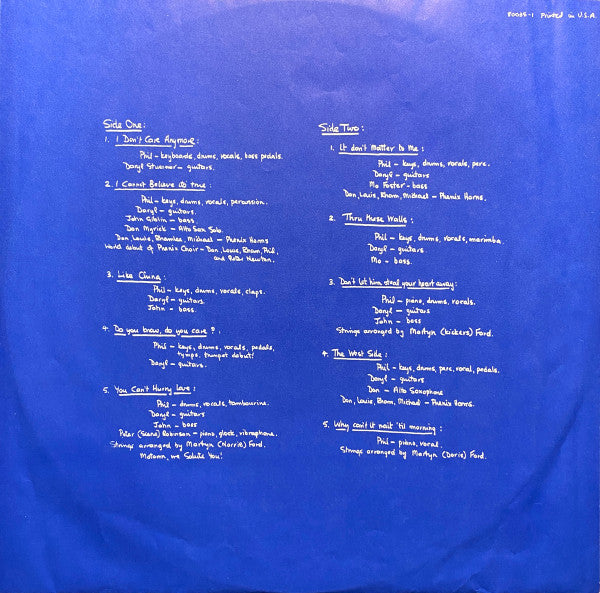 80035-1 Printed in U.S.A.
Side One:
1. I Don't Care Anymore:
Phil – keyboards, drums, vocals, bass pedals.
Daryl Stuermer – guitars.
2. I Cannot Believe its true:
Phil – keys, drums, vocals, percussion.
Daryl – guitars.
John Giblin – bass.
Don Myrick – Alto Sax Solo.
Don, Louie, Rhamlee, Michael – Phenix Horns
World debut of Phenix Choir – Don, Louie, Rham, Phil,
and Peter Newton.
3. Like China:
Phil – keys, drums, vocals, claps.
Daryl – guitars.
John – bass.
4. Do you know, do you care?:
Phil – keys, drums, vocals, pedals,
tymps, trumpet debut!
Daryl – guitars.
5. You Can't Hurry Love:
Phil – drums, vocals, tambourine.
Daryl – guitars
John – bass
Peter Robinson – piano, glock, vibraphone.
Strings arranged by Martyn (Norris) Ford.
Motown, we Salute You!
Side Two:
1. It don't Matter to Me:
Phil – keys, drums, vocals, perc.
Daryl – guitars
Mo Foster – bass
Don, Louis, Rham, Michael – Phenix Horns.
2. Thru these Walls:
Phil – keys, drums, vocals, marimba.
Daryl – guitars.
Mo – bass.
3. Don't let him steal your heart away:
Phil – piano, drums, vocals.
Daryl – guitars
John – bass
Strings arranged by Martyn (kickers) Ford.
4. The West Side:
Phil – keys, drums, perc, vocal, pedals.
Daryl – guitars
Don – Alto Saxophone
Don, Louis, Rham, Michael – Phenix Horns.
5. Why can't it wait 'til morning:
Phil – piano, vocal.
Strings arranged by Martyn (Doris) Ford.